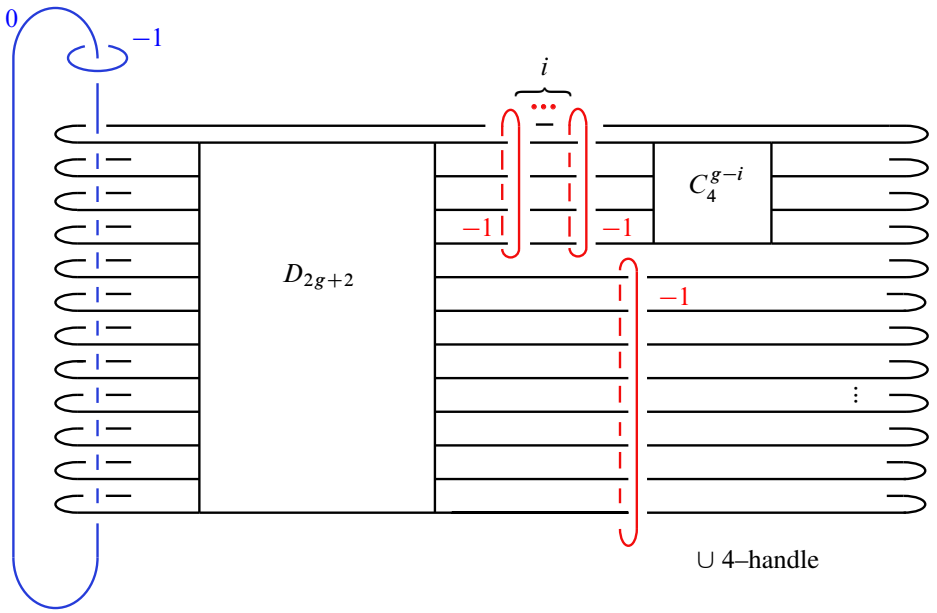 0
−1
i
C_4^{g−i}
−1
−1
D_{2g+2}
−1
∪ 4–handle